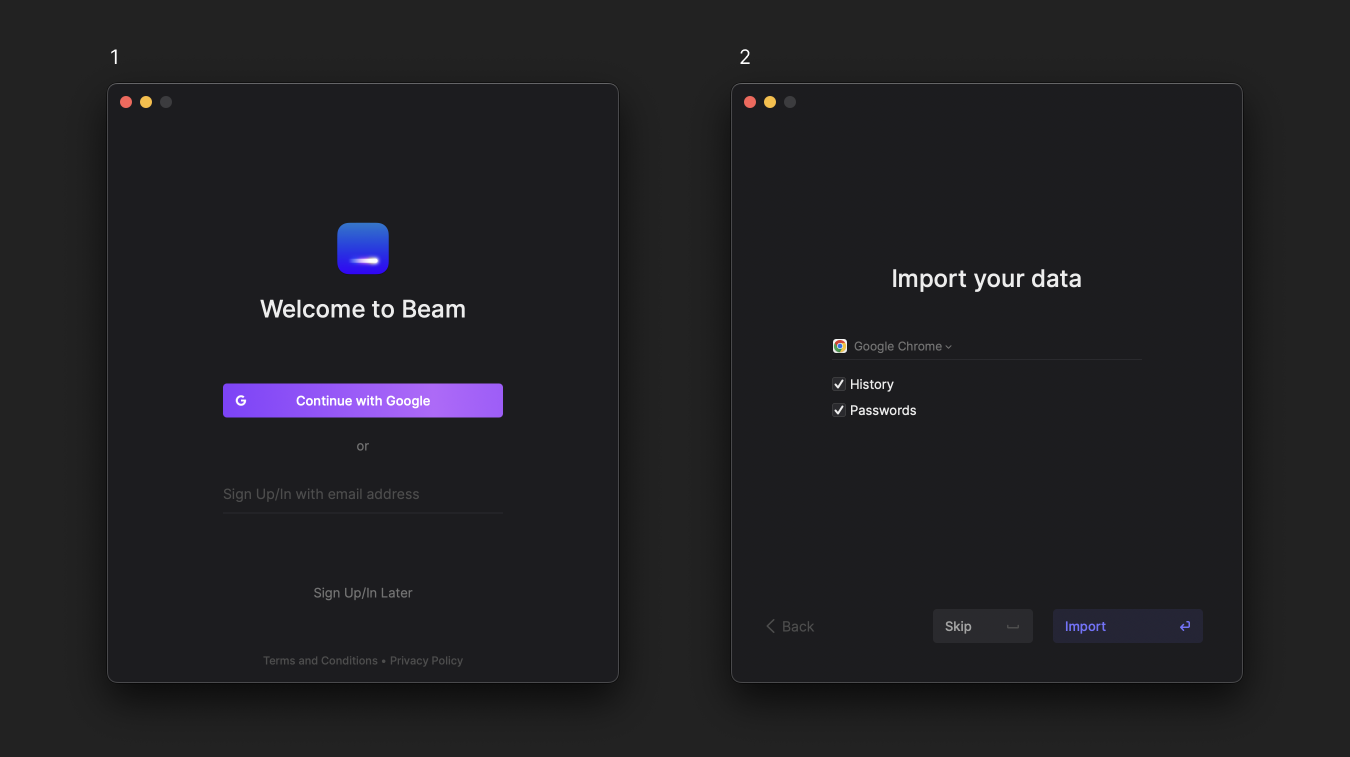 1
Welcome to Beam
G Continue with Google
or
Sign Up/In with email address
Sign Up/In Later
Terms and Conditions • Privacy Policy
2
Import your data
Google Chrome
History
Passwords
Back
Skip
Import